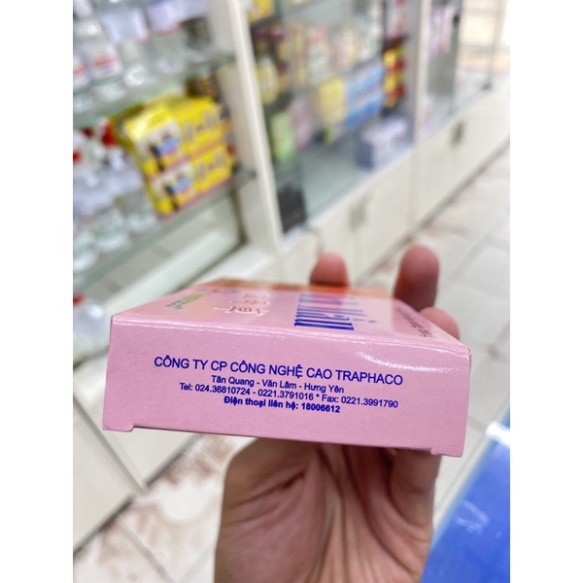 CÔNG TY CP CÔNG NGHỆ CAO TRAPHACO
Tân Quang - Văn Lâm - Hưng Yên
Tel: 024.36810724 - 0221.3791016 * Fax: 0221.3991790
Điện thoại liên hệ: 18006612